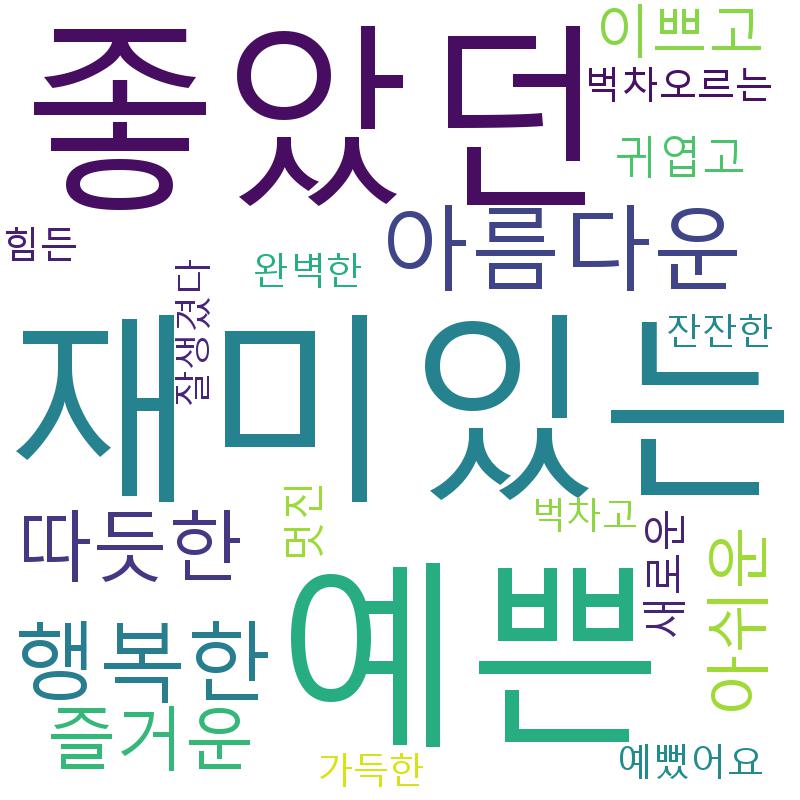 좋았던
이쁘고
벅차오르는
귀엽고
아름다운
힘든
완벽한
잘생겼다
재미있는
잔잔한
따듯한
멋진
벅차고
새로운
아쉬운
예쁜
행복한
즐거운
가득한
예뻤어요